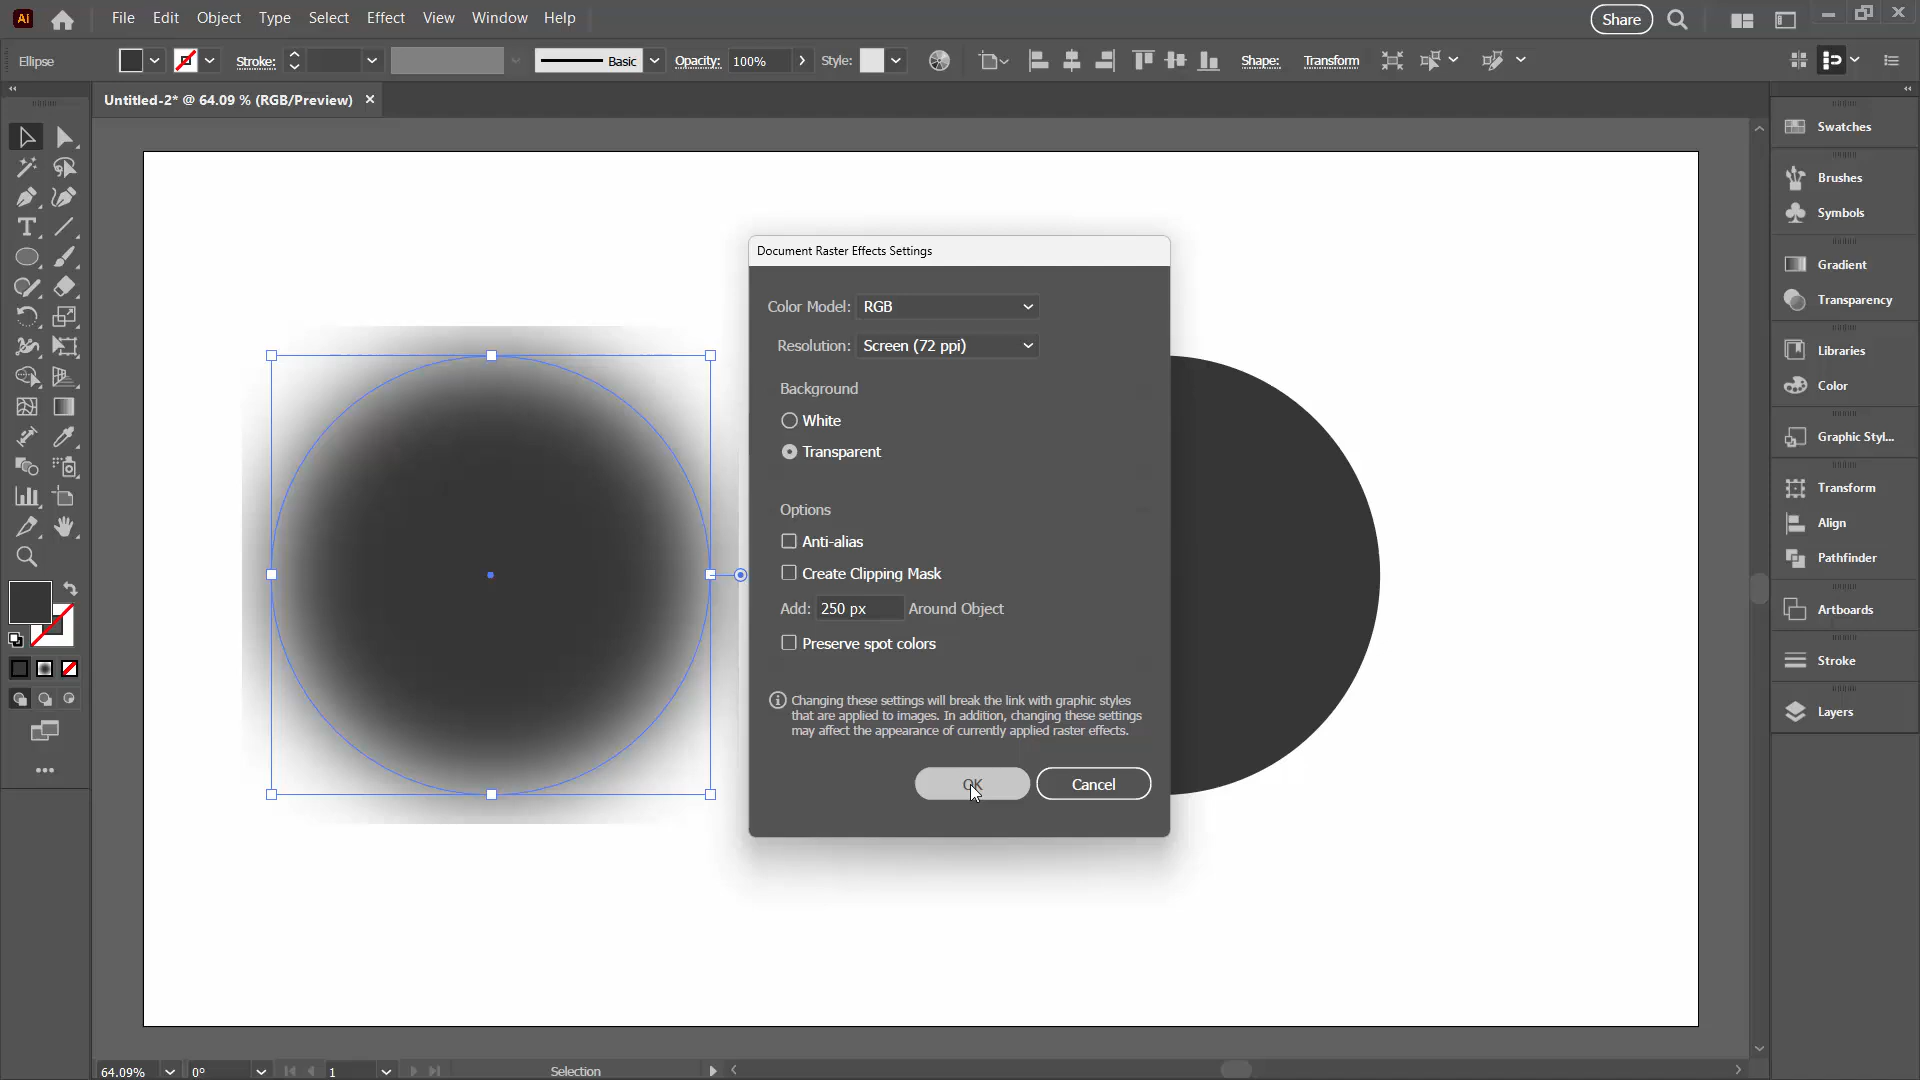 Ai File Edit Object Type Select Effect View Window Help Share
Ellipse Stroke: Basic Opacity: 100% Style: Shape: Transform
Untitled-2* @ 64.09 % (RGB/Preview) ×
Document Raster Effects Settings
Color Model: RGB
Resolution: Screen (72 ppi)
Background
White
Transparent
Options
Anti-alias
Create Clipping Mask
Add: 250 px Around Object
Preserve spot colors
Changing these settings will break the link with graphic styles
that are applied to images. In addition, changing these settings
may affect the appearance of currently applied raster effects.
OK Cancel
Swatches
Brushes
Symbols
Gradient
Transparency
Libraries
Color
Graphic Styl...
Transform
Align
Pathfinder
Artboards
Stroke
Layers
64.09% 0° 1 Selection